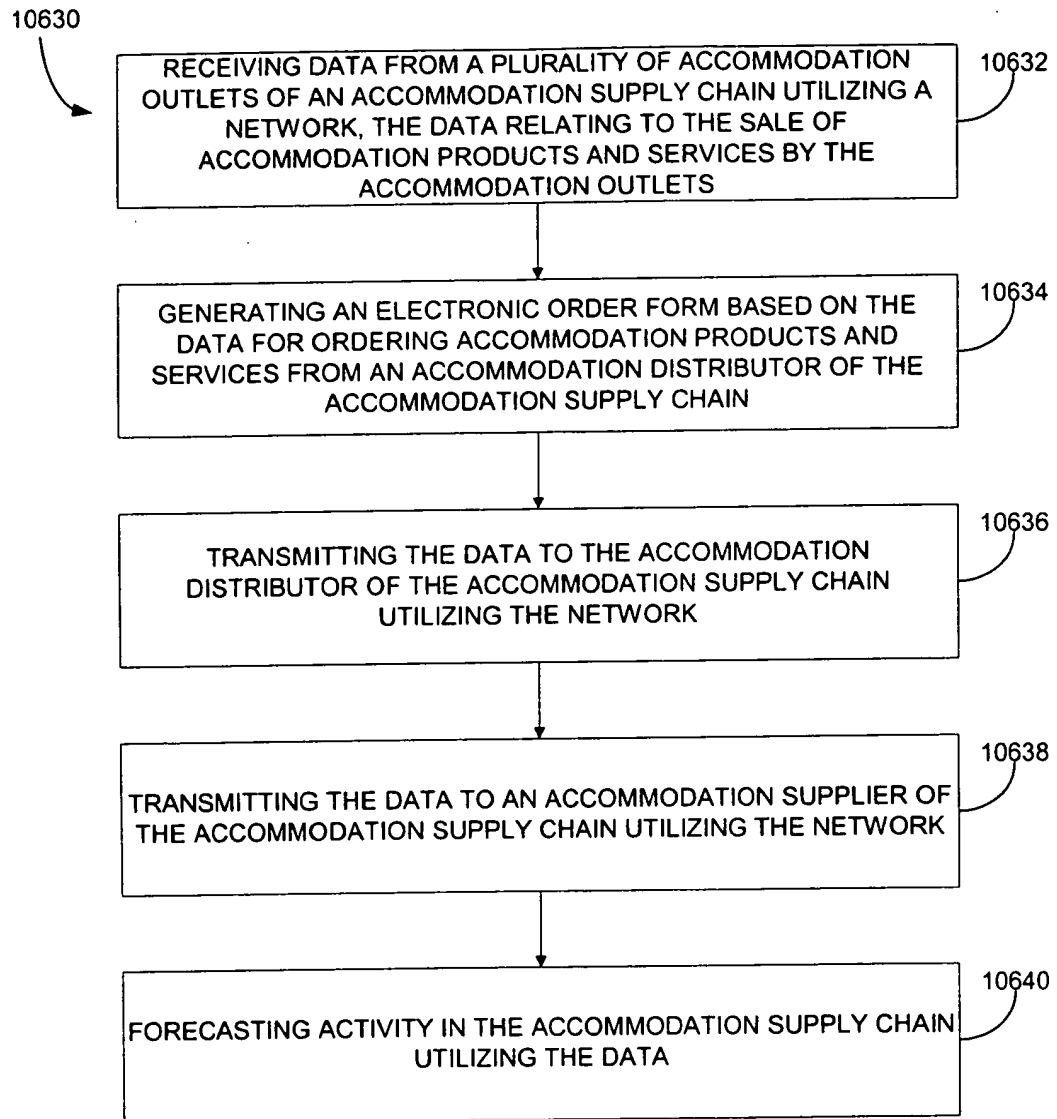 10630
RECEIVING DATA FROM A PLURALITY OF ACCOMMODATION
OUTLETS OF AN ACCOMMODATION SUPPLY CHAIN UTILIZING A
NETWORK, THE DATA RELATING TO THE SALE OF
ACCOMMODATION PRODUCTS AND SERVICES BY THE
ACCOMMODATION OUTLETS
10632
GENERATING AN ELECTRONIC ORDER FORM BASED ON THE
DATA FOR ORDERING ACCOMMODATION PRODUCTS AND
SERVICES FROM AN ACCOMMODATION DISTRIBUTOR OF THE
ACCOMMODATION SUPPLY CHAIN
10634
TRANSMITTING THE DATA TO THE ACCOMMODATION
DISTRIBUTOR OF THE ACCOMMODATION SUPPLY CHAIN
UTILIZING THE NETWORK
10636
TRANSMITTING THE DATA TO AN ACCOMMODATION SUPPLIER OF
THE ACCOMMODATION SUPPLY CHAIN UTILIZING THE NETWORK
10638
FORECASTING ACTIVITY IN THE ACCOMMODATION SUPPLY CHAIN
UTILIZING THE DATA
10640